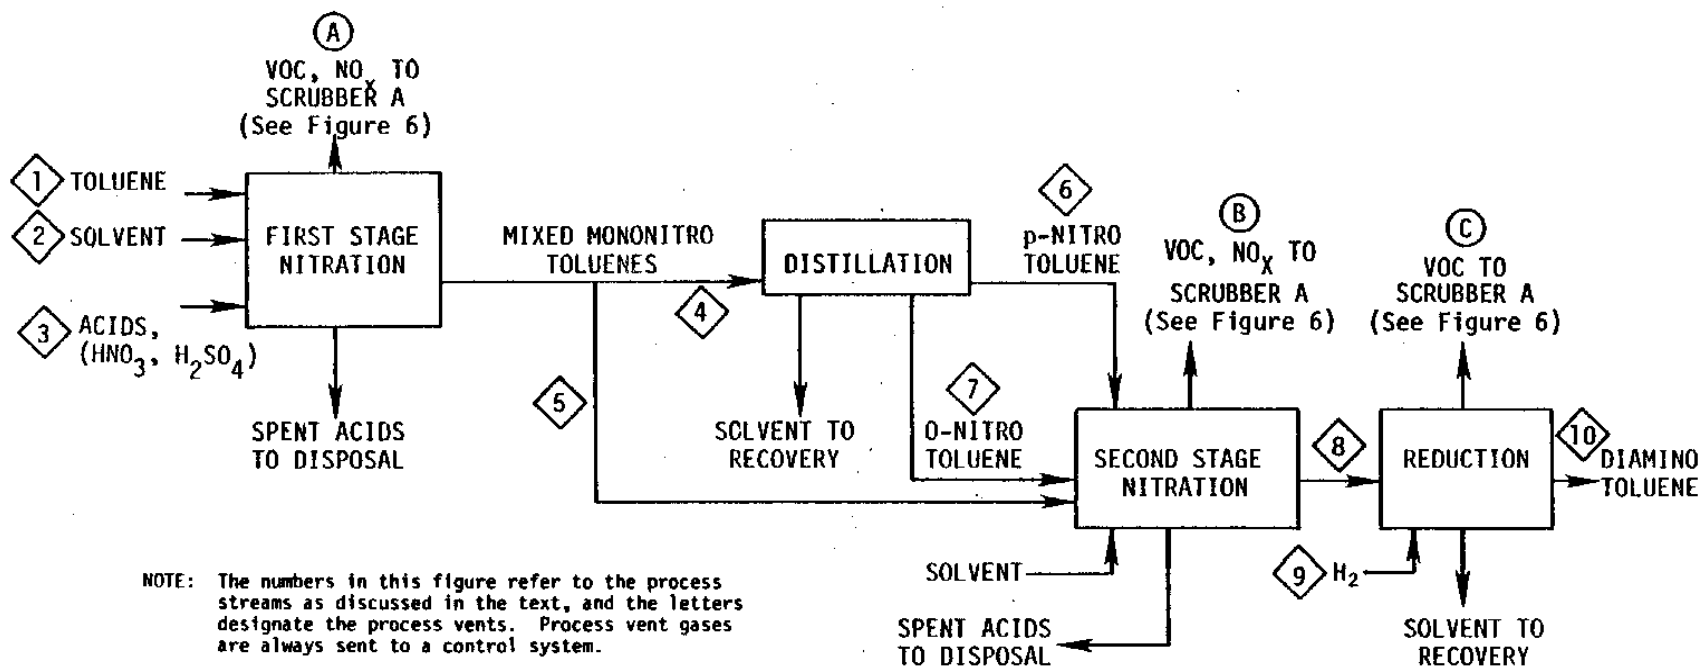 A
VOC, NOx TO
SCRUBBER A
(See Figure 6)
1 TOLUENE
2 SOLVENT
3 ACIDS,
(HNO3, H2SO4)
FIRST STAGE
NITRATION
SPENT ACIDS
TO DISPOSAL
MIXED MONONITRO
TOLUENES
4
5
DISTILLATION
SOLVENT TO
RECOVERY
6
p-NITRO
TOLUENE
7
O-NITRO
TOLUENE
B
VOC, NOX TO
SCRUBBER A
(See Figure 6)
SECOND STAGE
NITRATION
SOLVENT
SPENT ACIDS
TO DISPOSAL
8
C
VOC TO
SCRUBBER A
(See Figure 6)
REDUCTION
9 H2
SOLVENT TO
RECOVERY
10
DIAMINO
TOLUENE
NOTE: The numbers in this figure refer to the process
streams as discussed in the text, and the letters
designate the process vents. Process vent gases
are always sent to a control system.